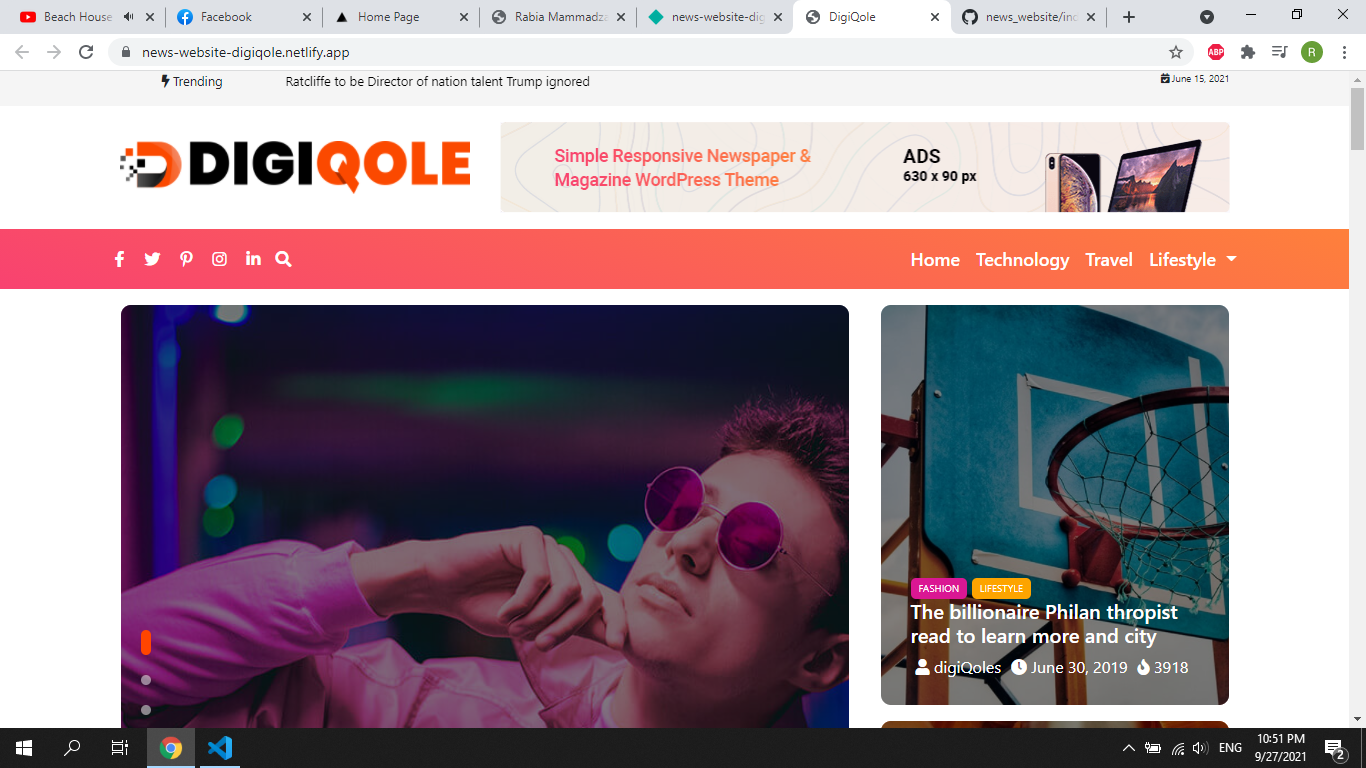 Beach House
Facebook
Home Page
Rabia Mammadza
news-website-dig
DigiQole
news_website/ind
news-website-digiqole.netlify.app
ABP
R
Trending
Ratcliffe to be Director of nation talent Trump ignored
June 15, 2021
DIGIQOLE
Simple Responsive Newspaper &
Magazine WordPress Theme
ADS
630 x 90 px
Home
Technology
Travel
Lifestyle
FASHION
LIFESTYLE
The billionaire Philan thropist
read to learn more and city
digiQoles
June 30, 2019
3918
ENG
10:51 PM
9/27/2021
2